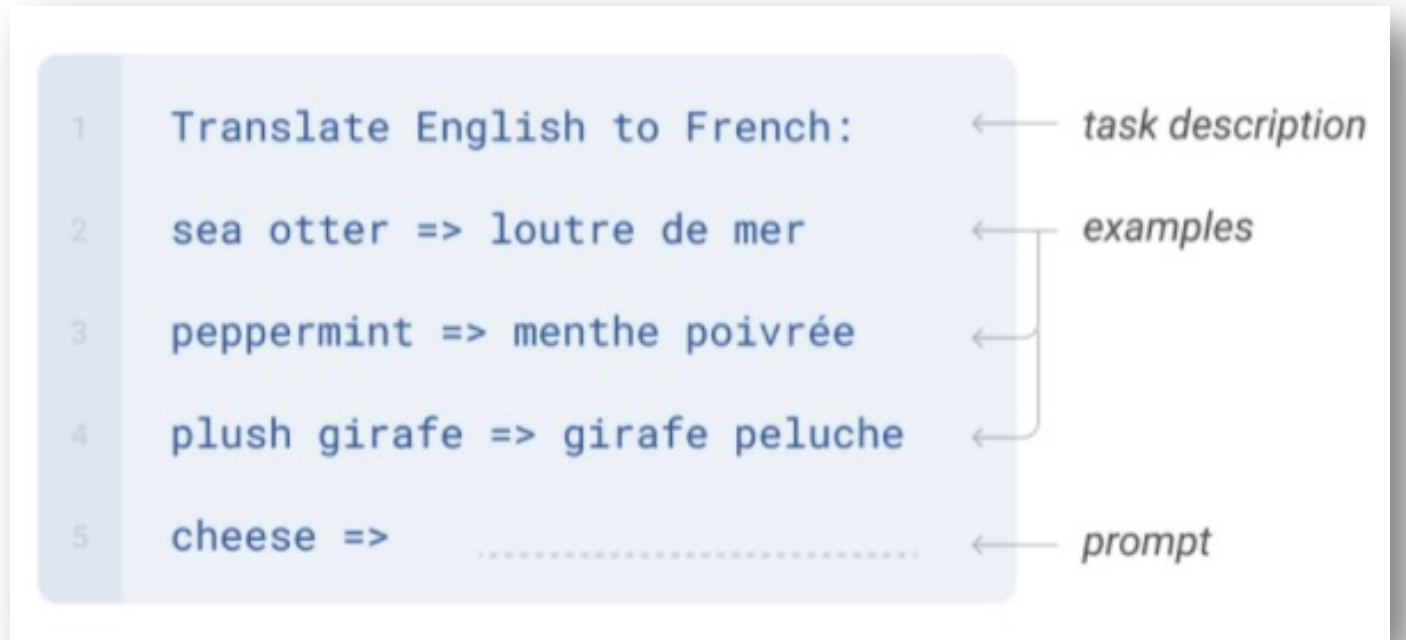 1 Translate English to French: task description
2 sea otter => loutre de mer examples
3 peppermint => menthe poivrée
4 plush girafe => girafe peluche
5 cheese => prompt